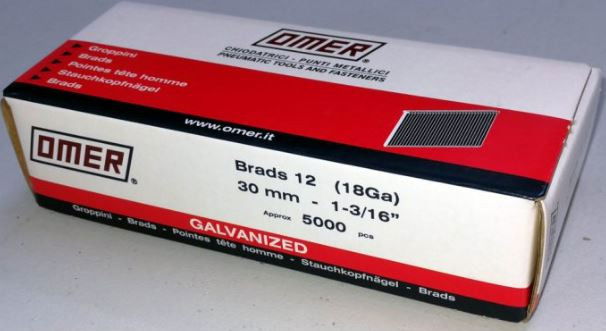 OMER®
CHIODATRICI - PUNTI METALLICI
PNEUMATIC TOOLS AND FASTENERS
Groppini
Brads
Pointes tête homme
Stauchkopfnägel
Brads
www.omer.it
OMER®
Brads 12 (18Ga)
30 mm - 1-3/16"
Approx 5000 pcs
GALVANIZED
Groppini - Brads - Pointes tête homme - Stauchkopfnägel - Brads